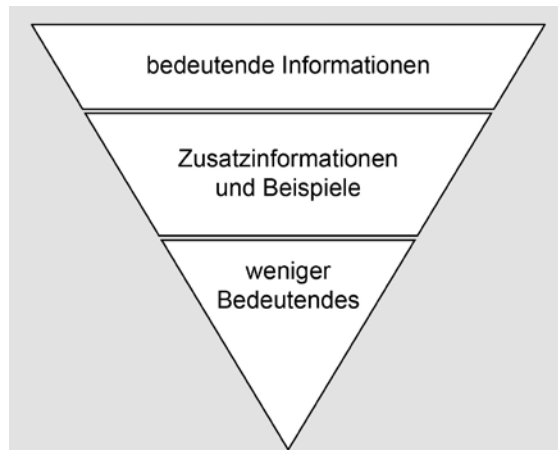 bedeutende Informationen
Zusatzinformationen
und Beispiele
weniger
Bedeutendes